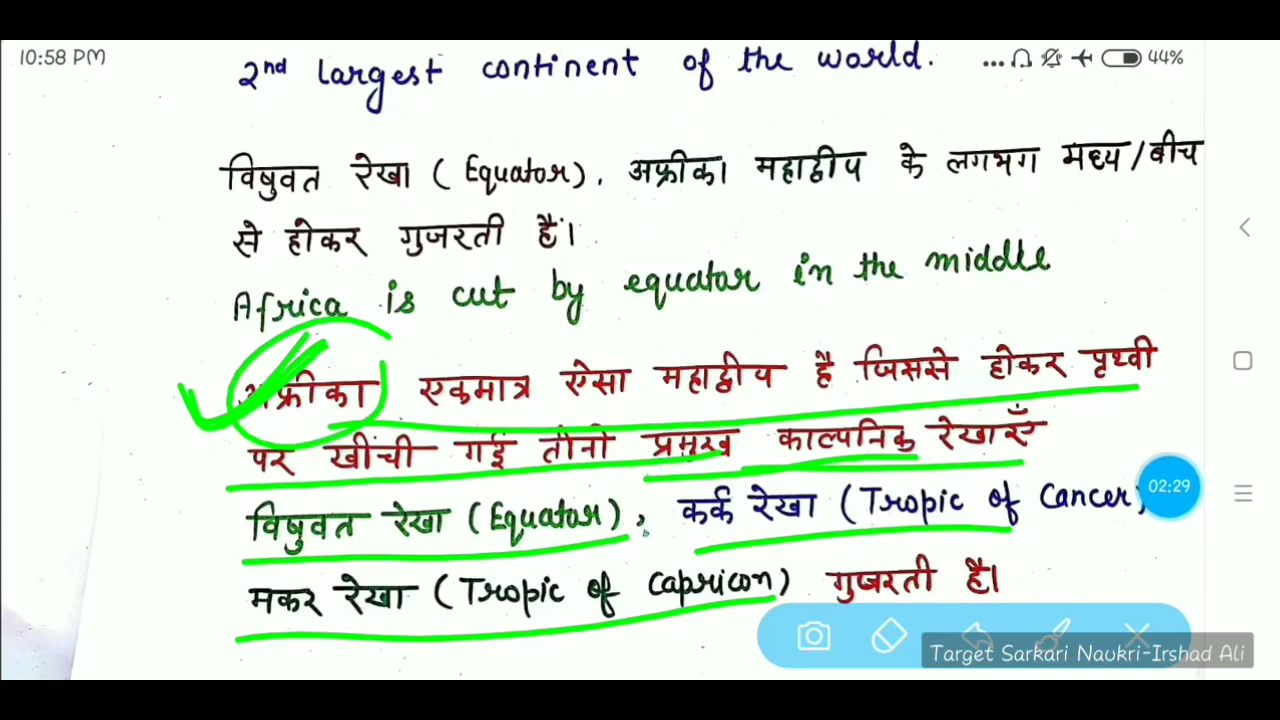 10:58 PM
...
44%
2nd largest continent of the world.
विषुवत रेखा (Equator), अफ्रीका महाद्वीप के लगभग मध्य/बीच
से होकर गुजरती हैं।
Africa is cut by equator in the middle
अफ्रीका एकमात्र ऐसा महाद्वीप है जिससे होकर पृथ्वी
पर खींची गई तीनो प्रमुख काल्पनिक रेखाएँ
विषुवत रेखा (Equator), कर्क रेखा (Tropic of Cancer),
02:29
मकर रेखा (Tropic of Capricon) गुजरती है।
Target Sarkari Naukri-Irshad Ali